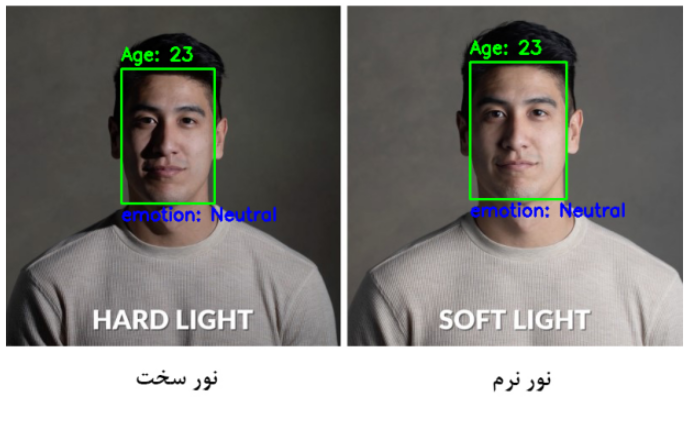 Age: 23
emotion: Neutral
HARD LIGHT
نور سخت
Age: 23
emotion: Neutral
SOFT LIGHT
نور نرم